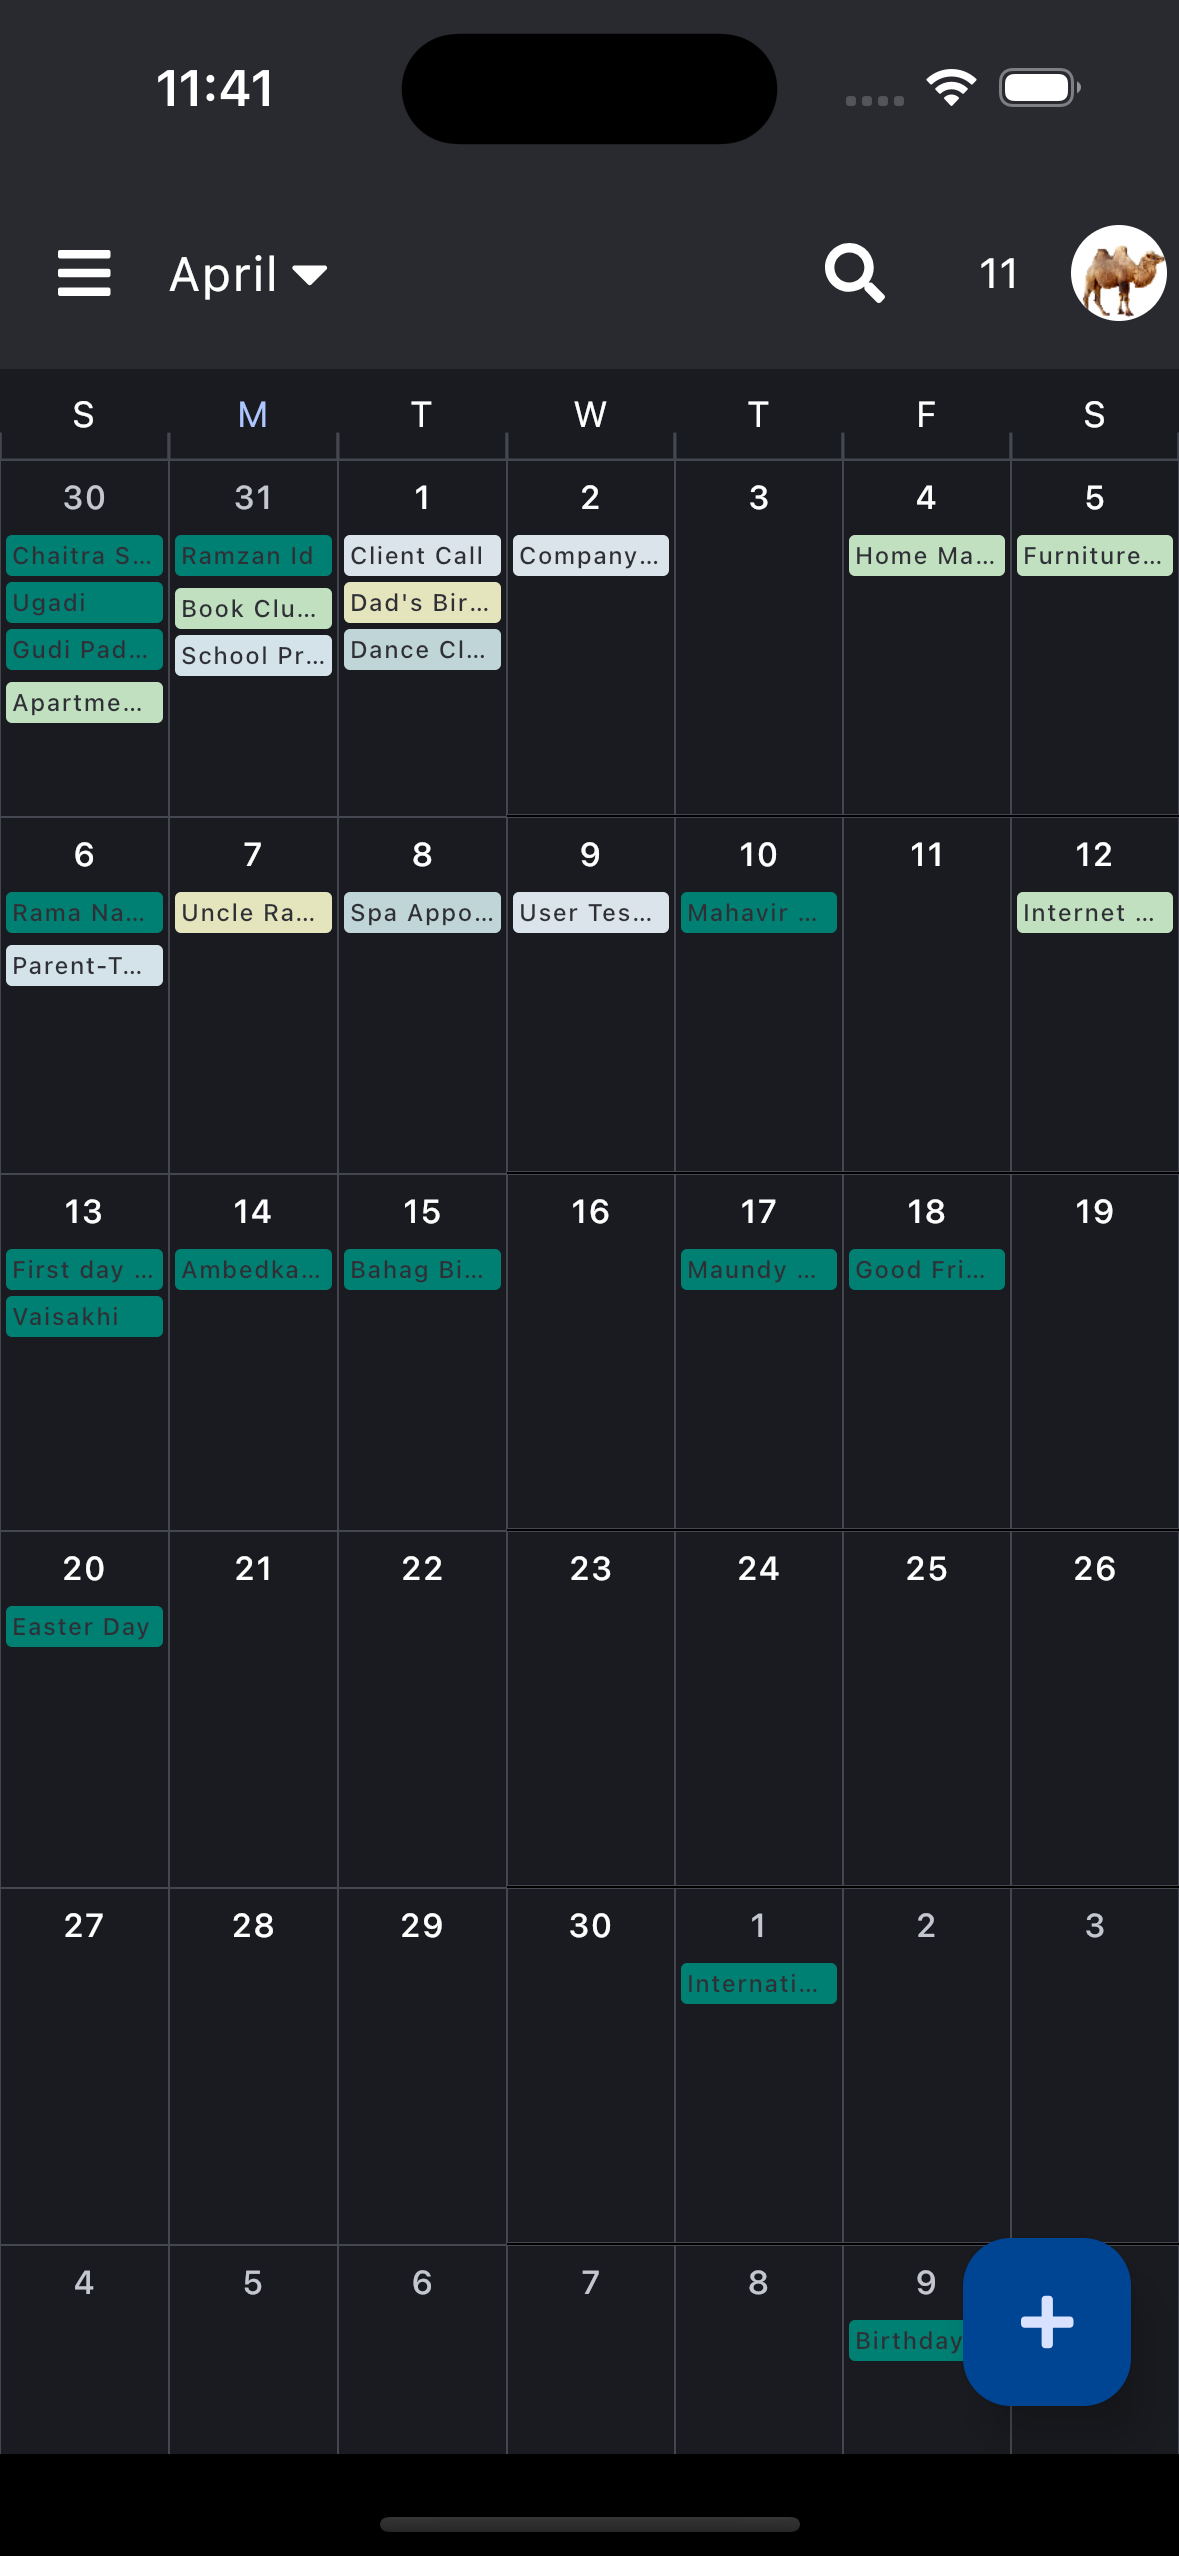 11:41
April
11
S M T W T F S
30 31 1 2 3 4 5
Chaitra S... Ramzan Id Client Call Company... Home Ma... Furniture...
Ugadi Book Clu... Dad's Bir...
Gudi Pad... School Pr... Dance Cl...
Apartme...
6 7 8 9 10 11 12
Rama Na... Uncle Ra... Spa Appo... User Tes... Mahavir ... Internet ...
Parent-T...
13 14 15 16 17 18 19
First day ... Ambedka... Bahag Bi... Maundy ... Good Fri...
Vaisakhi
20 21 22 23 24 25 26
Easter Day
27 28 29 30 1 2 3
Internati...
4 5 6 7 8 9
Birthday